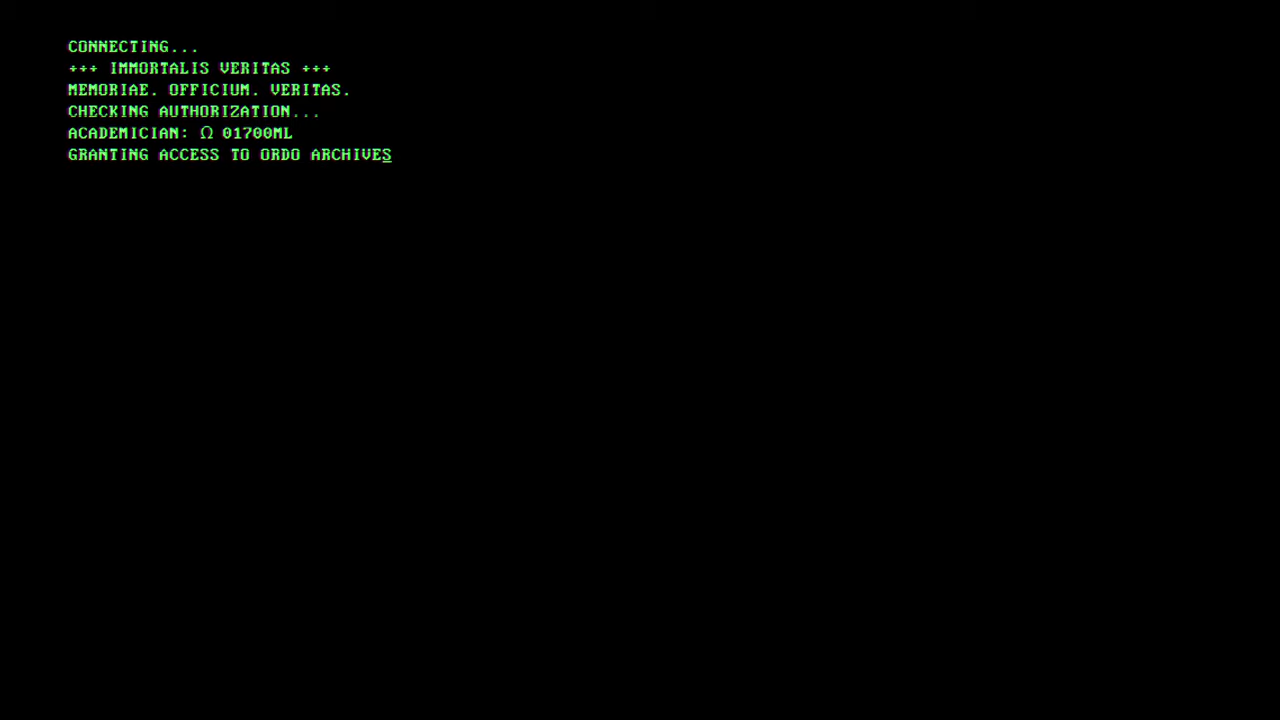 CONNECTING...
+++ IMMORTALIS VERITAS +++
MEMORIAE. OFFICIUM. VERITAS.
CHECKING AUTHORIZATION...
ACADEMICIAN: Ω 01700ML
GRANTING ACCESS TO ORDO ARCHIVES